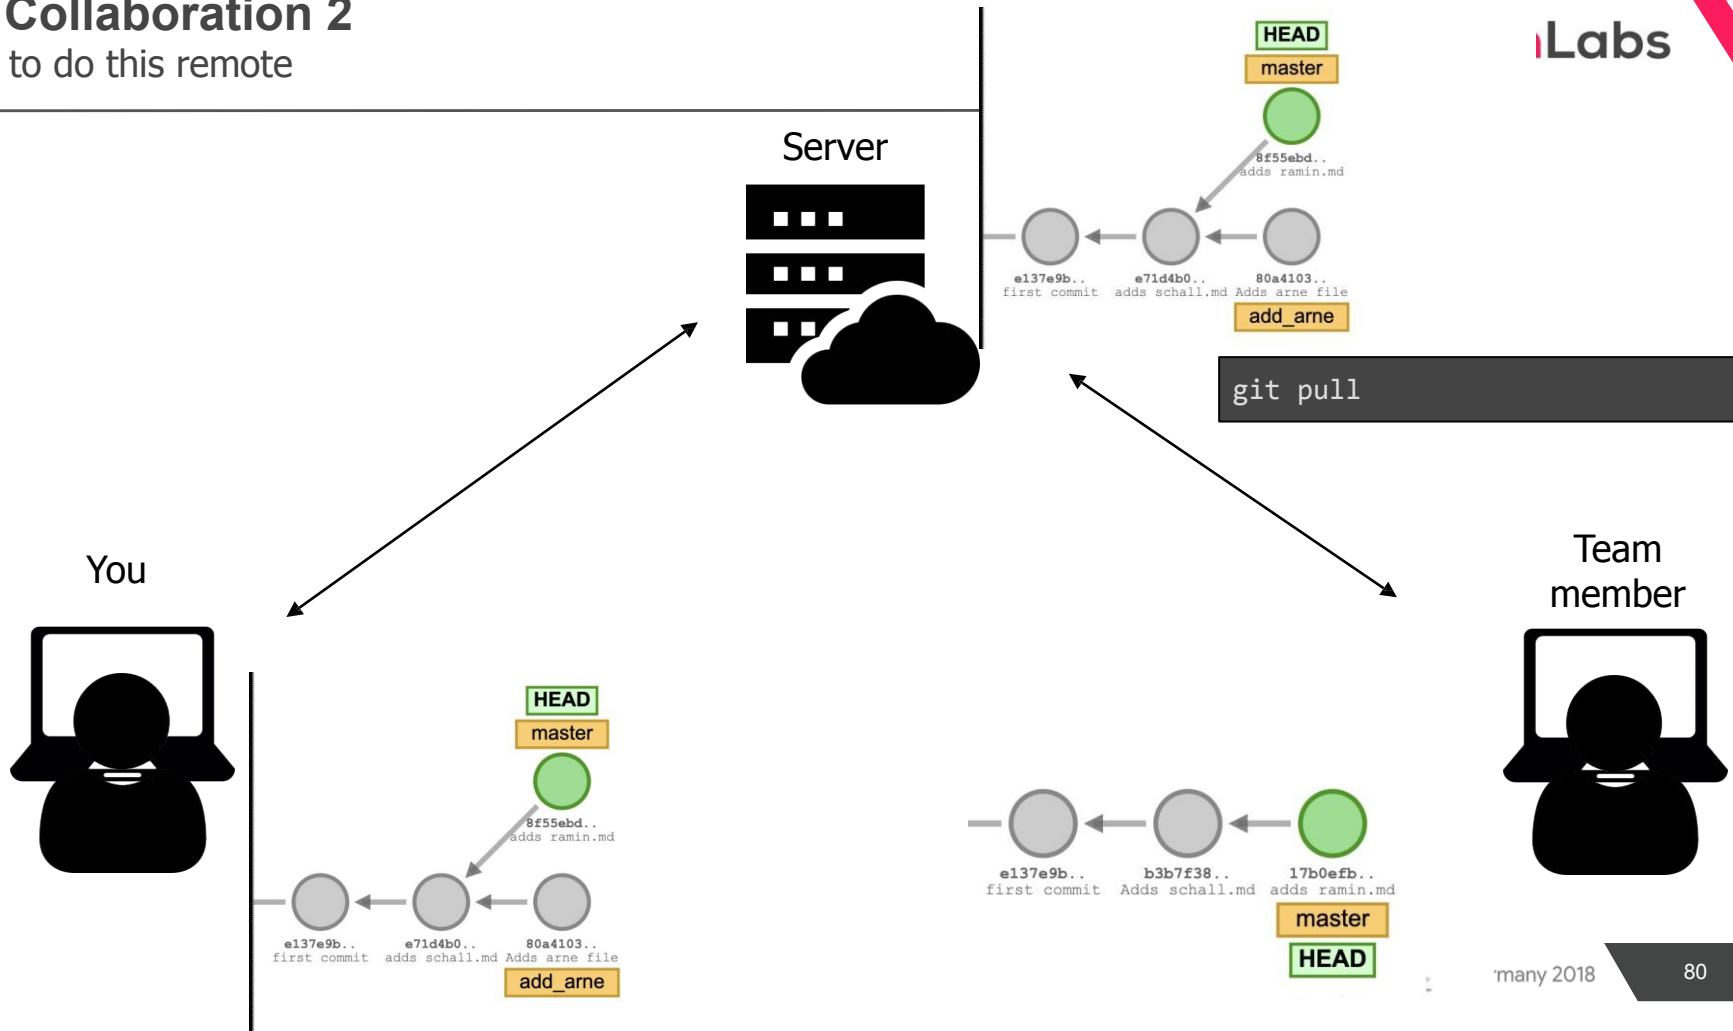 Collaboration 2
to do this remote
Labs
Server
HEAD
master
8f55ebd..
adds ramin.md
e137e9b..
first commit
e71d4b0..
adds schall.md
80a4103..
Adds arne file
add_arne
git pull
You
Team
member
HEAD
master
8f55ebd..
adds ramin.md
e137e9b..
first commit
e71d4b0..
adds schall.md
80a4103..
Adds arne file
add_arne
e137e9b..
first commit
b3b7f38..
Adds schall.md
17b0efb..
adds ramin.md
master
HEAD
many 2018
80